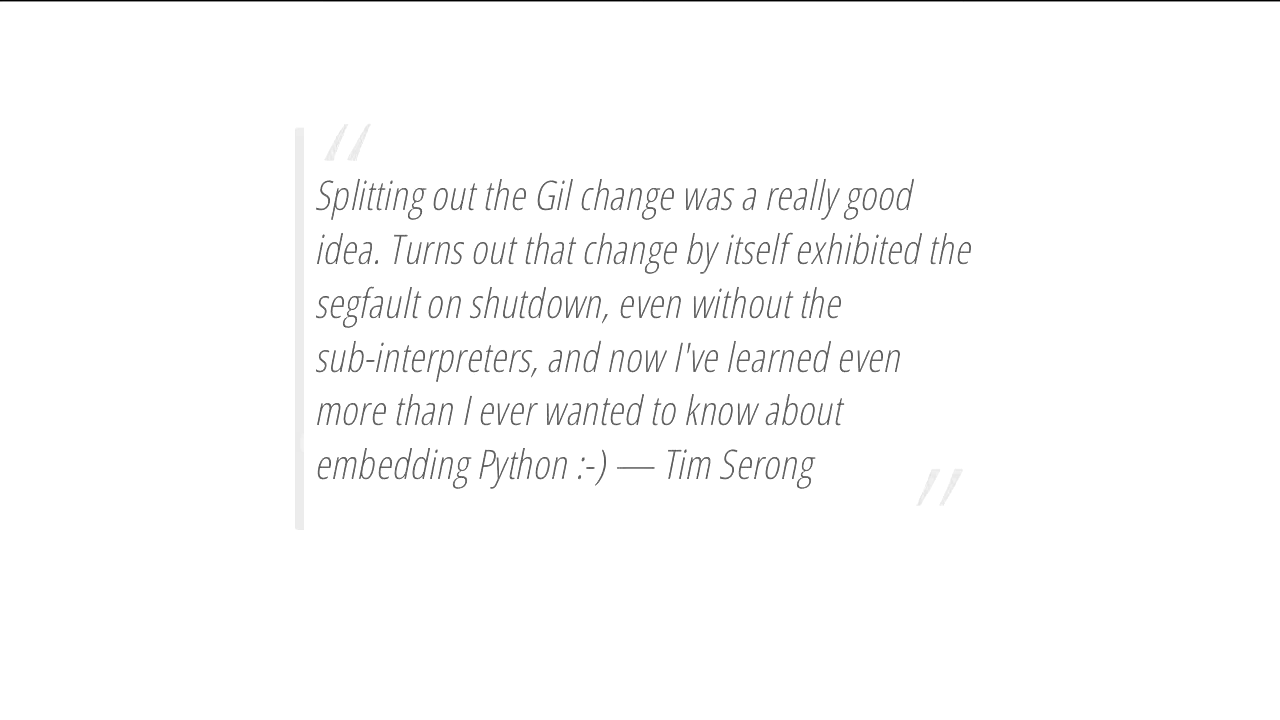 “
Splitting out the Gil change was a really good
idea. Turns out that change by itself exhibited the
segfault on shutdown, even without the
sub-interpreters, and now I've learned even
more than I ever wanted to know about
embedding Python :-) — Tim Serong
”